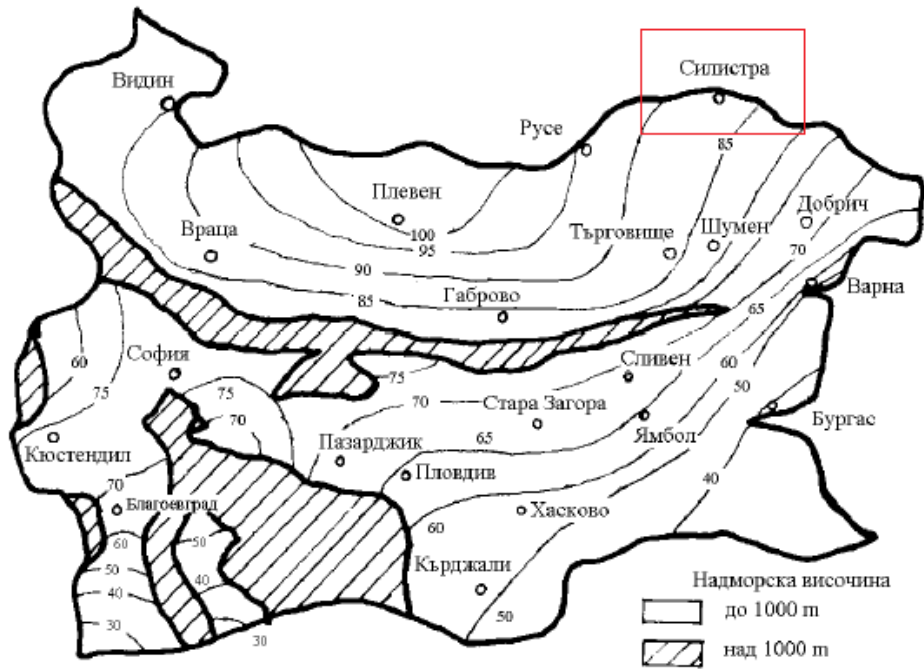 Силистра
Видин
Русе
85
Плевен
Добрич
Враца
100
Търговище
Шумен
95
70
90
Варна
85
Габрово
65
60
София
75
60
Сливен
75
75
70
50
70
Стара Загора
Бургас
Пазарджик
65
Ямбол
Кюстендил
Пловдив
40
70
Благоевград
Хасково
60
60
50
50
Кърджали
40
40
50
30
30
Надморска височина
до 1000 m
над 1000 m